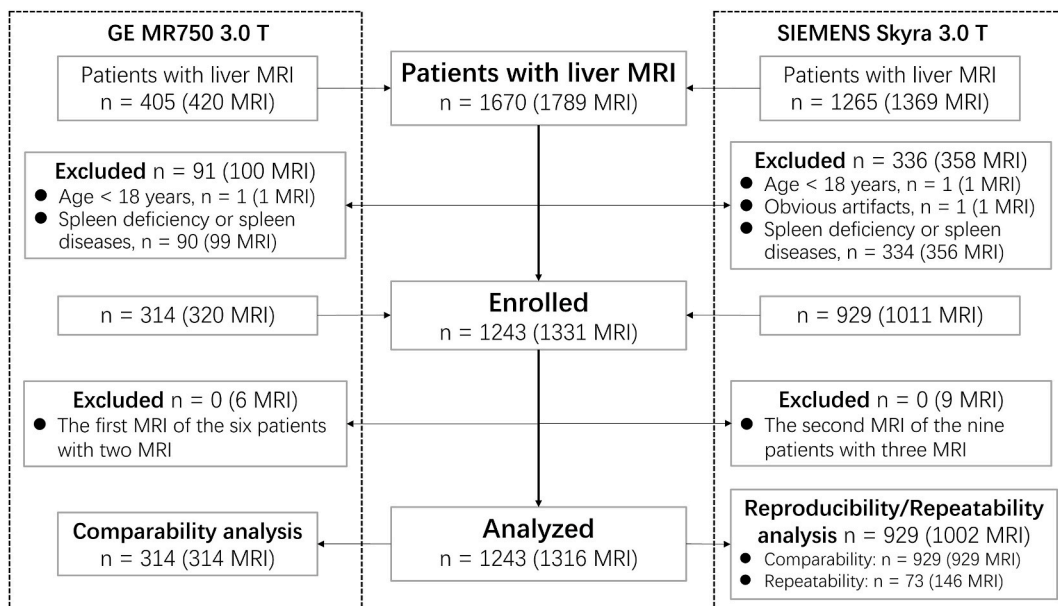 GE MR750 3.0 T
Patients with liver MRI
n = 405 (420 MRI)
Excluded n = 91 (100 MRI)
● Age < 18 years, n = 1 (1 MRI)
● Spleen deficiency or spleen
diseases, n = 90 (99 MRI)
n = 314 (320 MRI)
Excluded n = 0 (6 MRI)
● The first MRI of the six patients
with two MRI
Comparability analysis
n = 314 (314 MRI)
Patients with liver MRI
n = 1670 (1789 MRI)
Enrolled
n = 1243 (1331 MRI)
Analyzed
n = 1243 (1316 MRI)
SIEMENS Skyra 3.0 T
Patients with liver MRI
n = 1265 (1369 MRI)
Excluded n = 336 (358 MRI)
● Age < 18 years, n = 1 (1 MRI)
● Obvious artifacts, n = 1 (1 MRI)
● Spleen deficiency or spleen
diseases, n = 334 (356 MRI)
n = 929 (1011 MRI)
Excluded n = 0 (9 MRI)
● The second MRI of the nine
patients with three MRI
Reproducibility/Repeatability
analysis n = 929 (1002 MRI)
● Comparability: n = 929 (929 MRI)
● Repeatability: n = 73 (146 MRI)